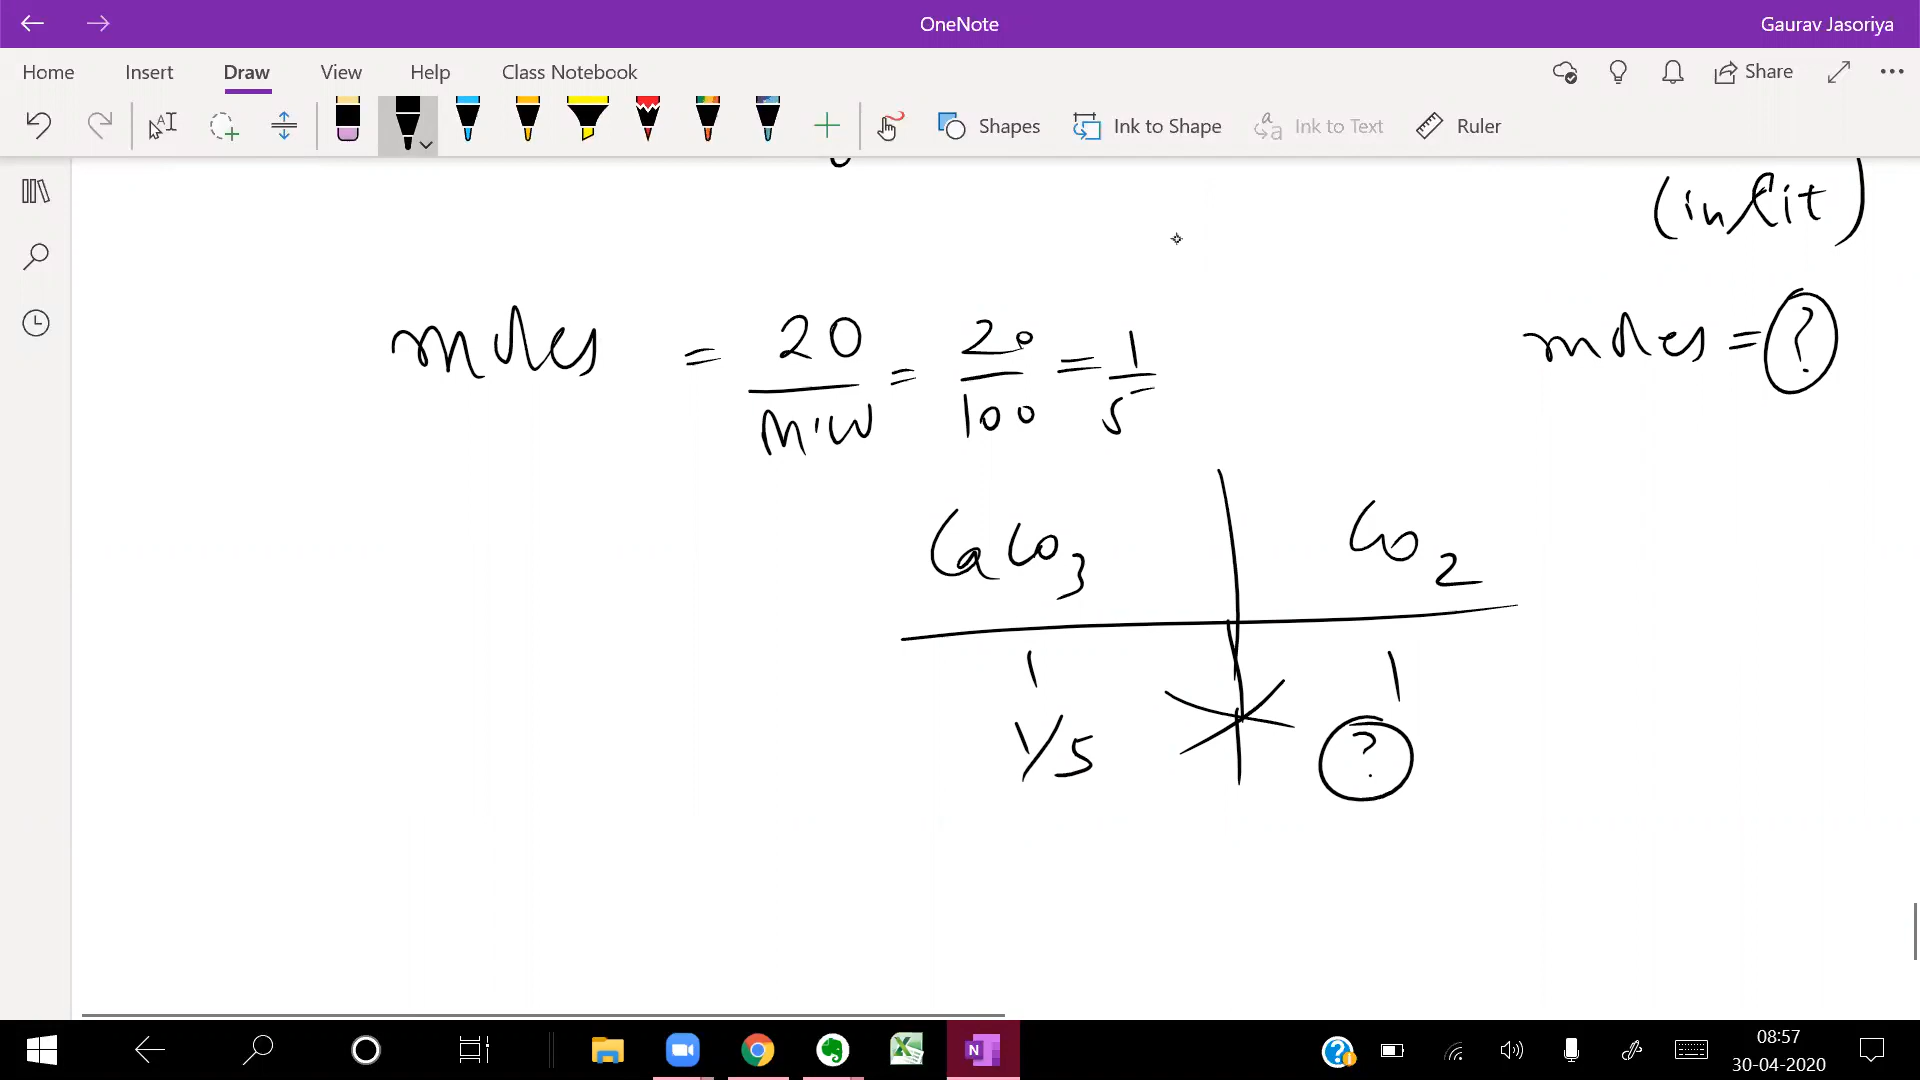 OneNote
Gaurav Jasoriya
Home Insert Draw View Help Class Notebook
Share
Shapes Ink to Shape Ink to Text Ruler
(in lit)
moles = 20/M.W = 20/100 = 1/5
moles = ?
CaCO3 CO2
1 1
1/5 ?
08:57
30-04-2020